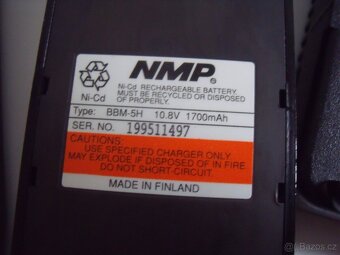 NMP®
Ni-Cd RECHARGEABLE BATTERY
MUST BE RECYCLED OR DISPOSED
OF PROPERLY.
Ni-Cd
Type: BBM-5H 10.8V 1700mAh
SER. NO. 199511497
CAUTIONS:
USE SPECIFIED CHARGER ONLY
MAY EXPLODE IF DISPOSED OF IN FIRE
DO NOT SHORT-CIRCUIT.
MADE IN FINLAND
Bazoš.cz